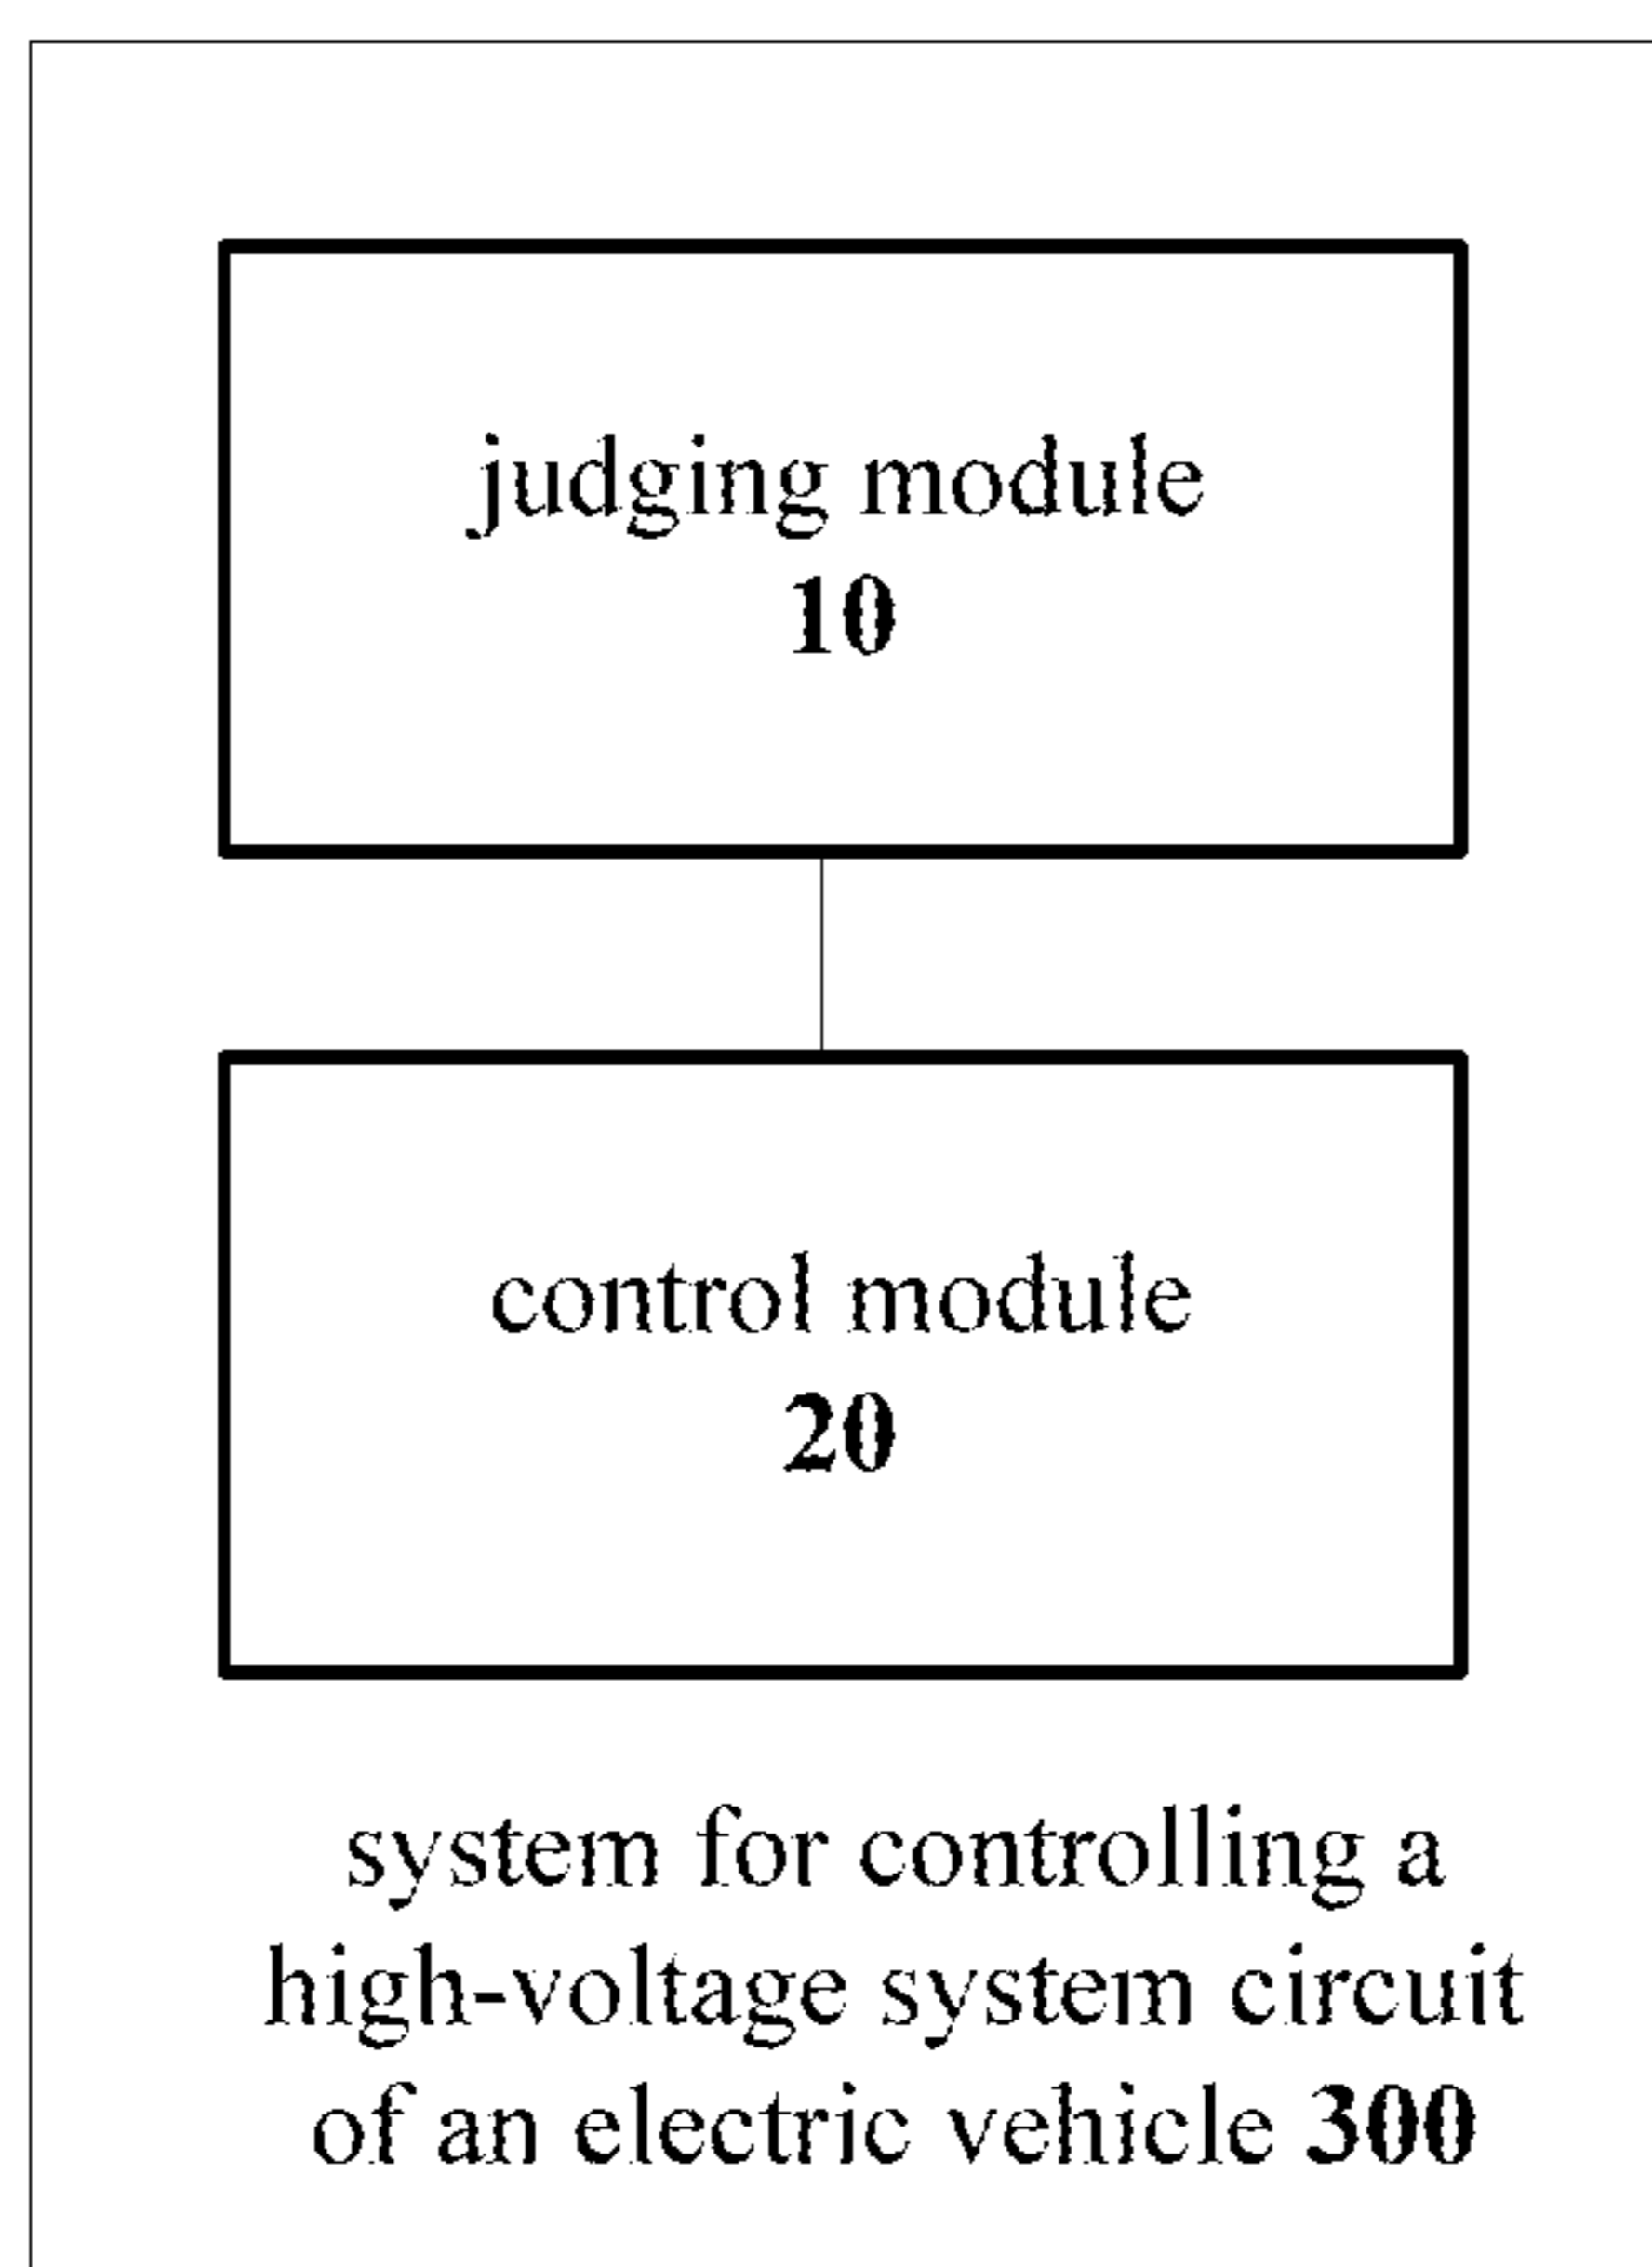 judging module
10
control module
20
system for controlling a
high-voltage system circuit
of an electric vehicle 300